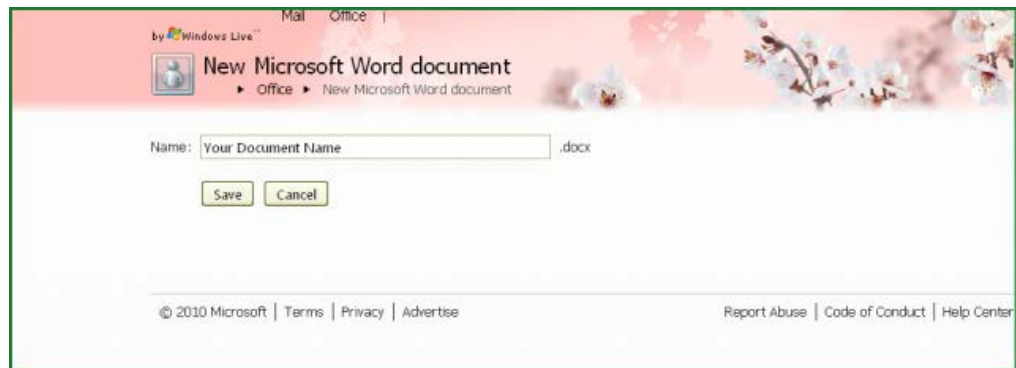 Mail Office |
by Windows Live™
New Microsoft Word document
▸ Office ▸ New Microsoft Word document
Name: Your Document Name .docx
Save Cancel
© 2010 Microsoft | Terms | Privacy | Advertise Report Abuse | Code of Conduct | Help Center